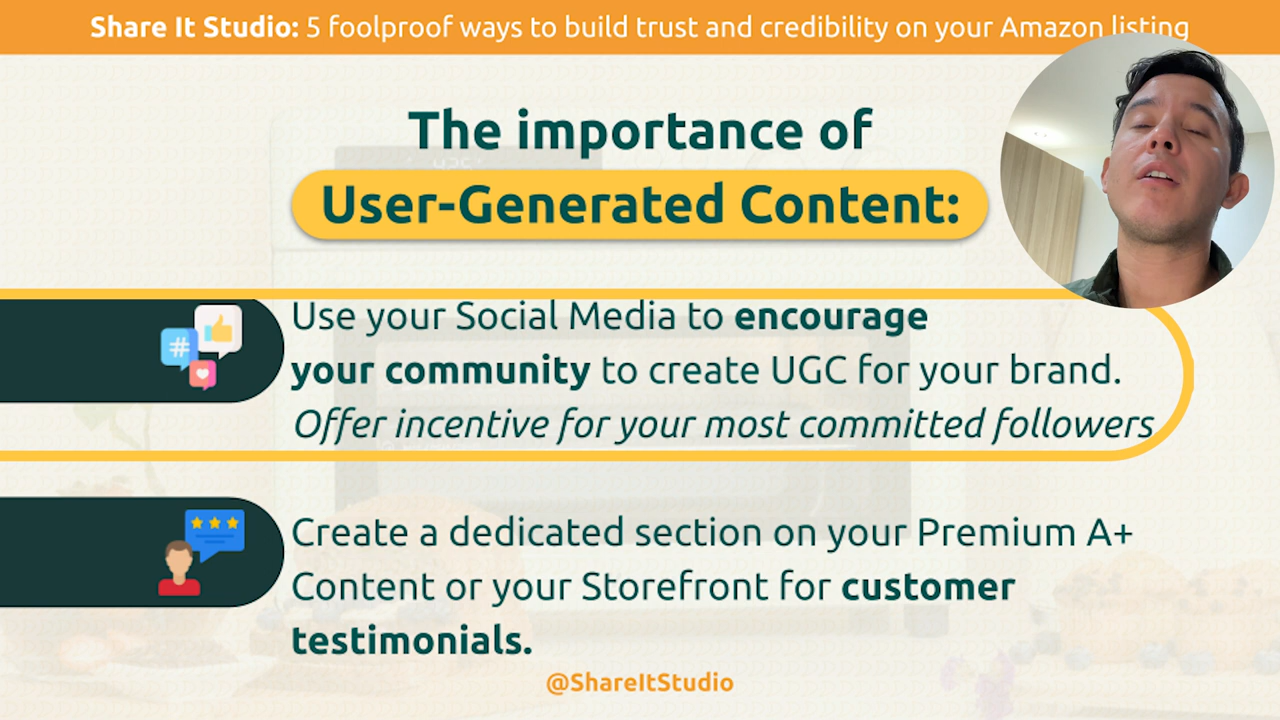 Share It Studio: 5 foolproof ways to build trust and credibility on your Amazon listing
The importance of
User-Generated Content:
Use your Social Media to encourage
your community to create UGC for your brand.
Offer incentive for your most committed followers
Create a dedicated section on your Premium A+
Content or your Storefront for customer
testimonials.
@ShareItStudio